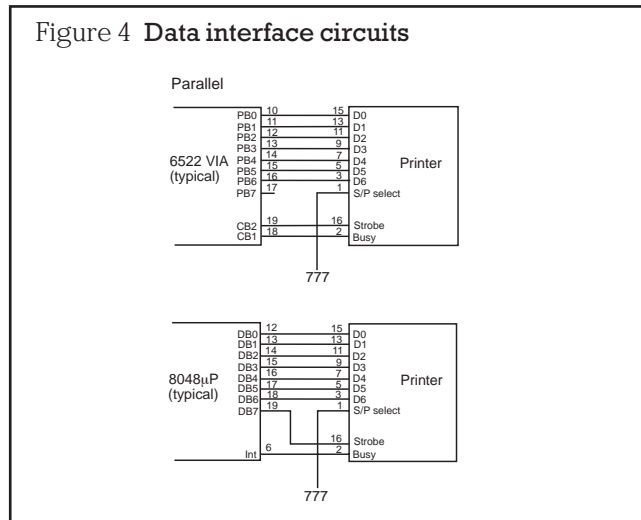 Figure 4 Data interface circuits
Parallel
6522 VIA
(typical)
PB0 10 15 D0
PB1 11 13 D1
PB2 12 11 D2
PB3 13 9 D3
PB4 14 7 D4
PB5 15 5 D5
PB6 16 3 D6
PB7 17 1 S/P select
Printer
CB2 19 16 Strobe
CB1 18 2 Busy
777
8048µP
(typical)
DB0 12 15 D0
DB1 13 13 D1
DB2 14 11 D2
DB3 15 9 D3
DB4 16 7 D4
DB5 17 5 D5
DB6 18 3 D6
DB7 19 1 S/P select
Printer
16 Strobe
Int 6 2 Busy
777